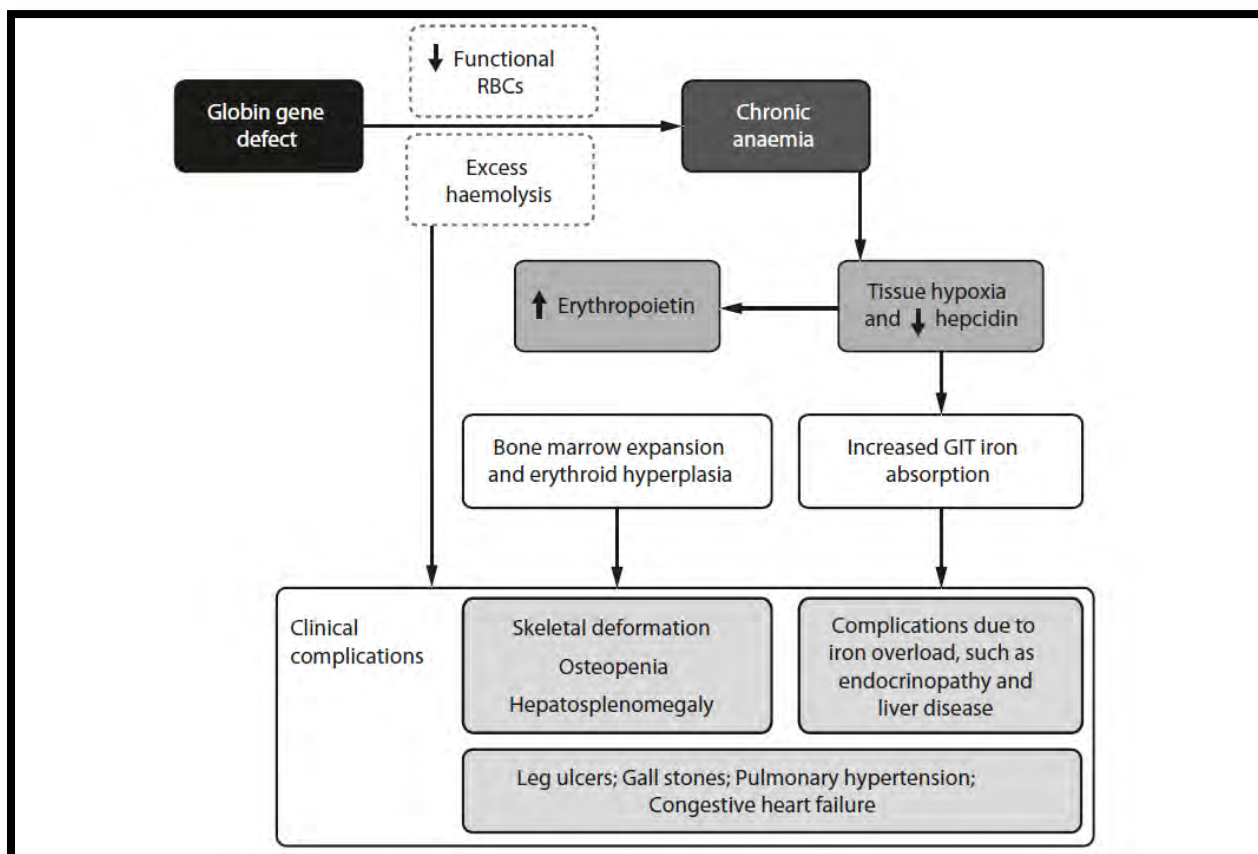 ↓ Functional
RBCs
Globin gene
defect
Chronic
anaemia
Excess
haemolysis
↑ Erythropoietin
Tissue hypoxia
and ↓ hepcidin
Bone marrow expansion
and erythroid hyperplasia
Increased GIT iron
absorption
Clinical
complications
Skeletal deformation
Osteopenia
Hepatosplenomegaly
Complications due to
iron overload, such as
endocrinopathy and
liver disease
Leg ulcers; Gall stones; Pulmonary hypertension;
Congestive heart failure